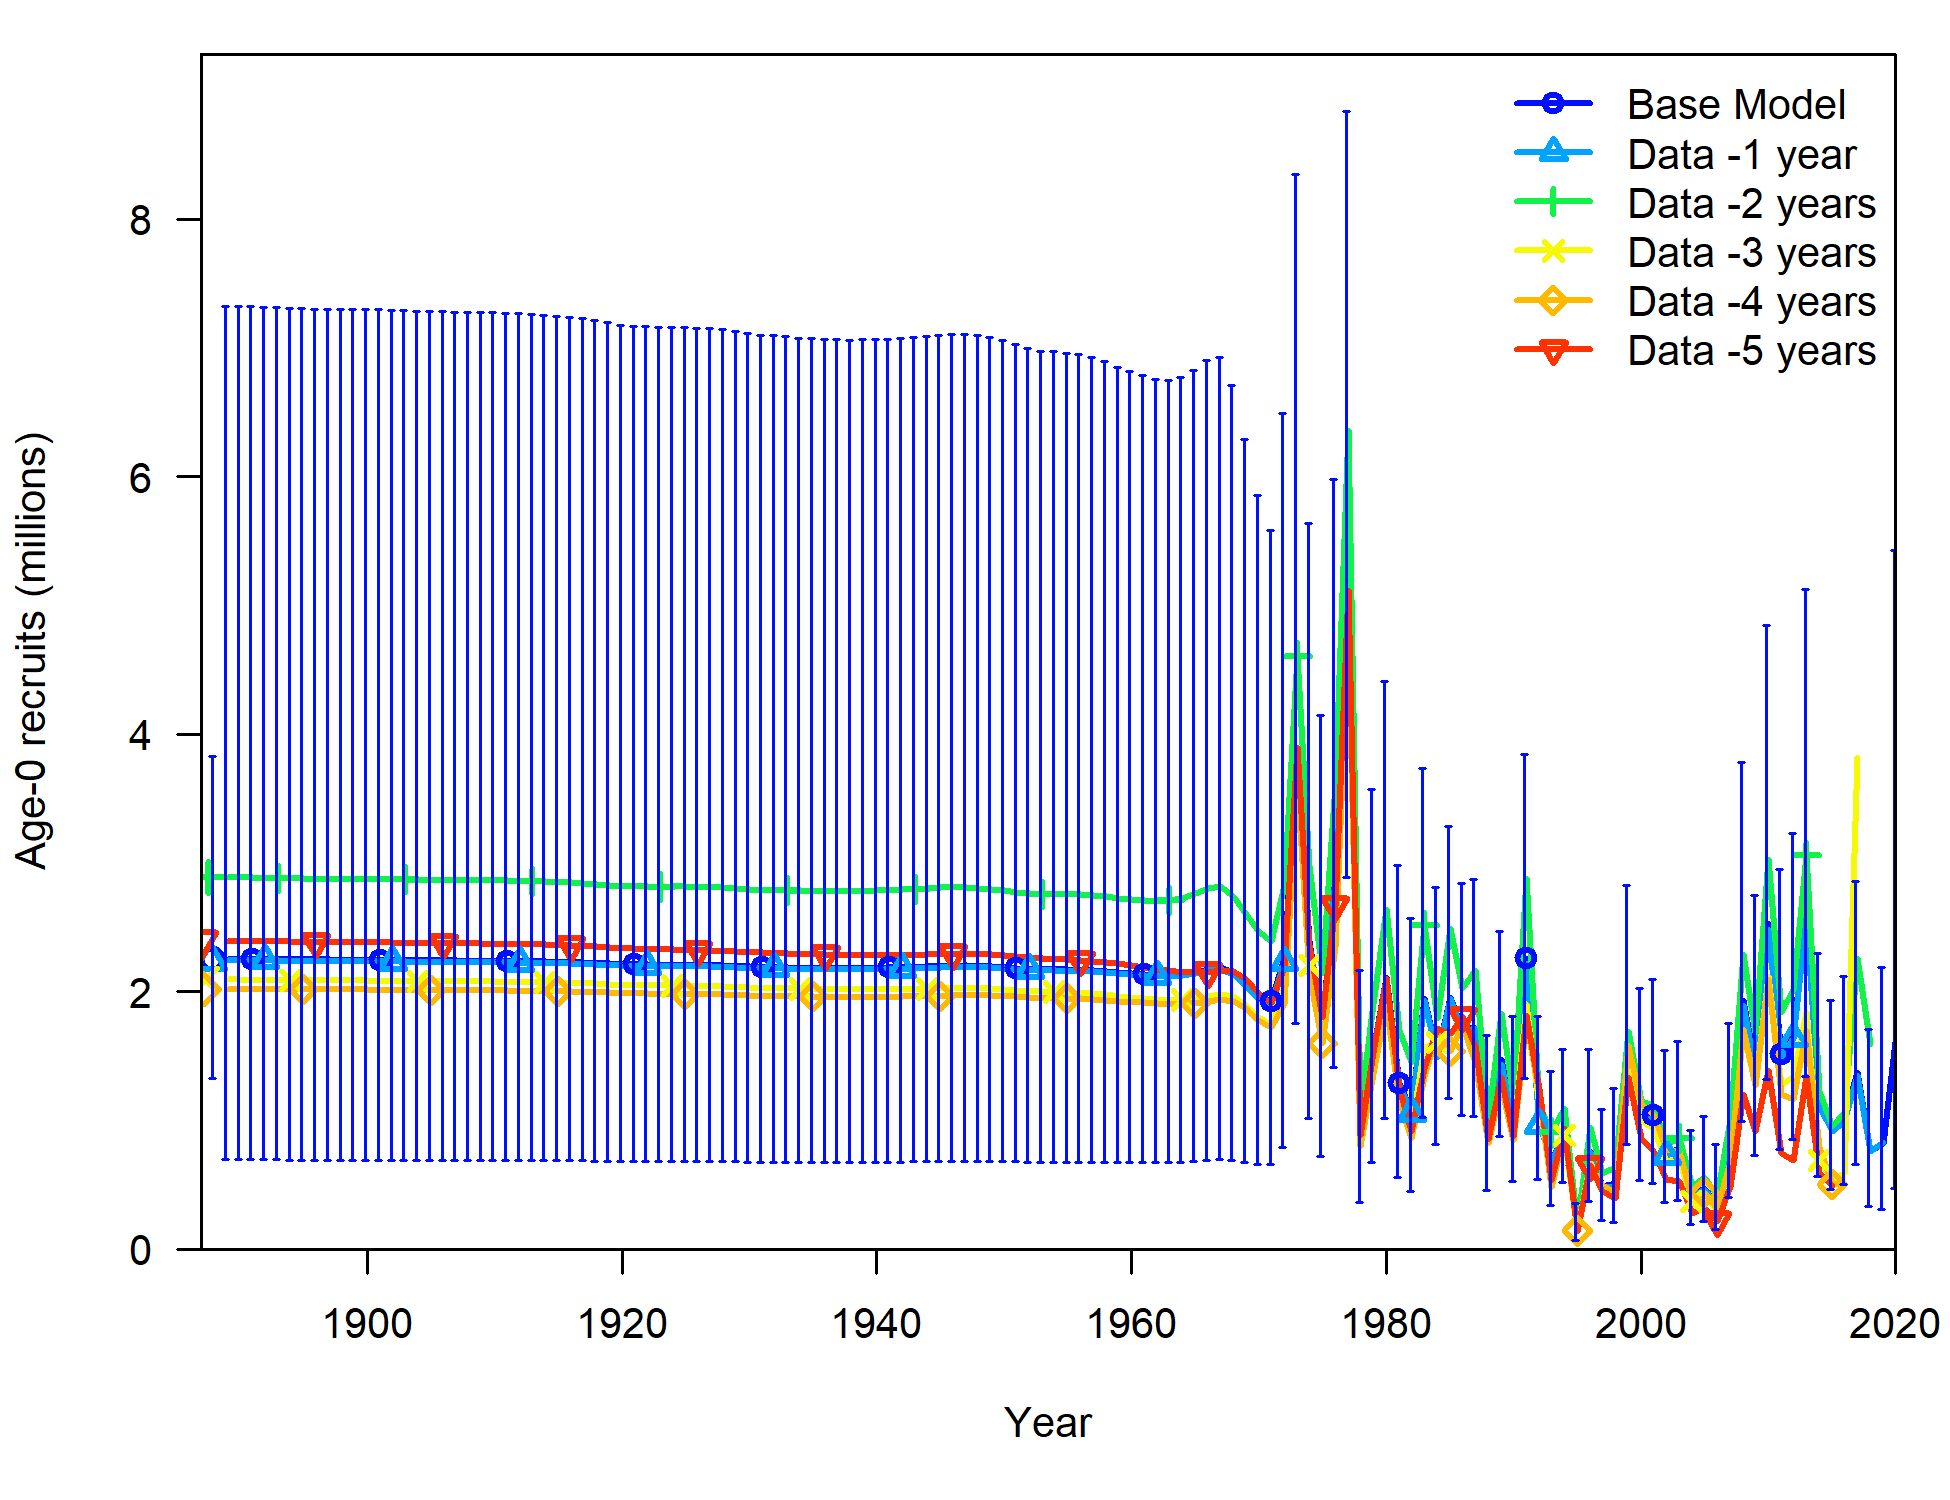 Base Model
Data -1 year
Data -2 years
Data -3 years
Data -4 years
Data -5 years
Age-0 recruits (millions)
8
6
4
2
0
1900 1920 1940 1960 1980 2000 2020
Year